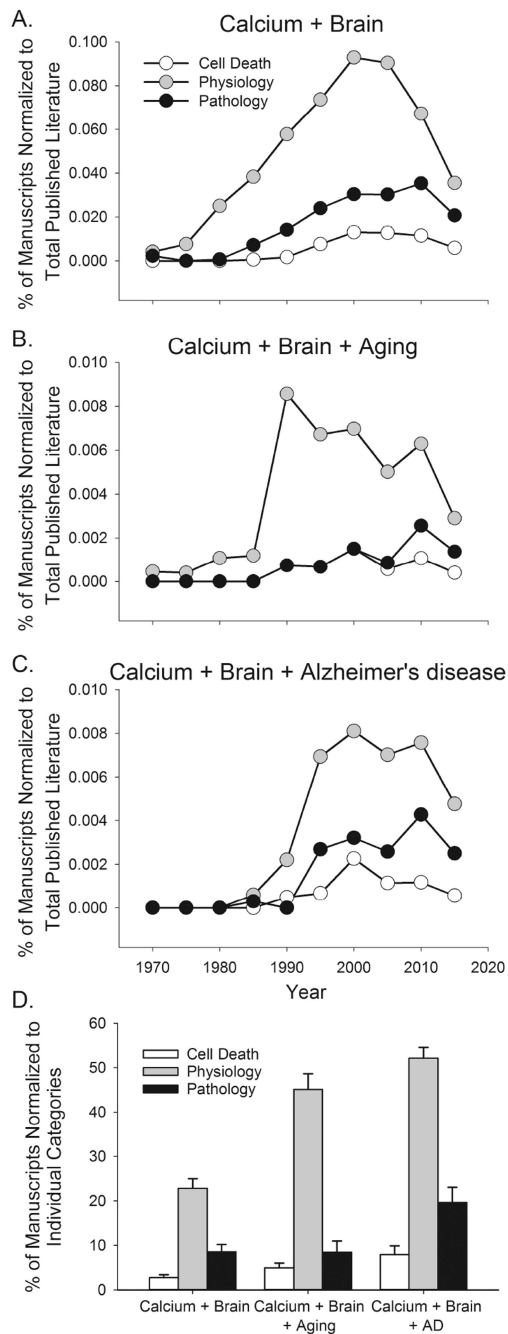 A.
Calcium + Brain
% of Manuscripts Normalized to
Total Published Literature
0.100
0.080
0.060
0.040
0.020
0.000
Cell Death
Physiology
Pathology
B.
Calcium + Brain + Aging
% of Manuscripts Normalized to
Total Published Literature
0.010
0.008
0.006
0.004
0.002
0.000
C.
Calcium + Brain + Alzheimer's disease
% of Manuscripts Normalized to
Total Published Literature
0.010
0.008
0.006
0.004
0.002
0.000
1970 1980 1990 2000 2010 2020
Year
D.
% of Manuscripts Normalized to
Individual Categories
60
50
40
30
20
10
0
Cell Death
Physiology
Pathology
Calcium + Brain
Calcium + Brain
+ Aging
Calcium + Brain
+ AD